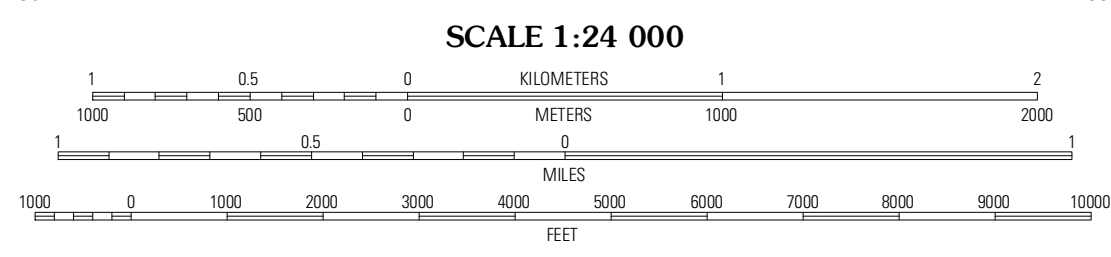 SCALE 1:24 000
1 0.5 0 KILOMETERS 1 2
1000 500 0 METERS 1000 2000
1 0.5 0 1
MILES
1000 0 1000 2000 3000 4000 5000 6000 7000 8000 9000 10000
FEET